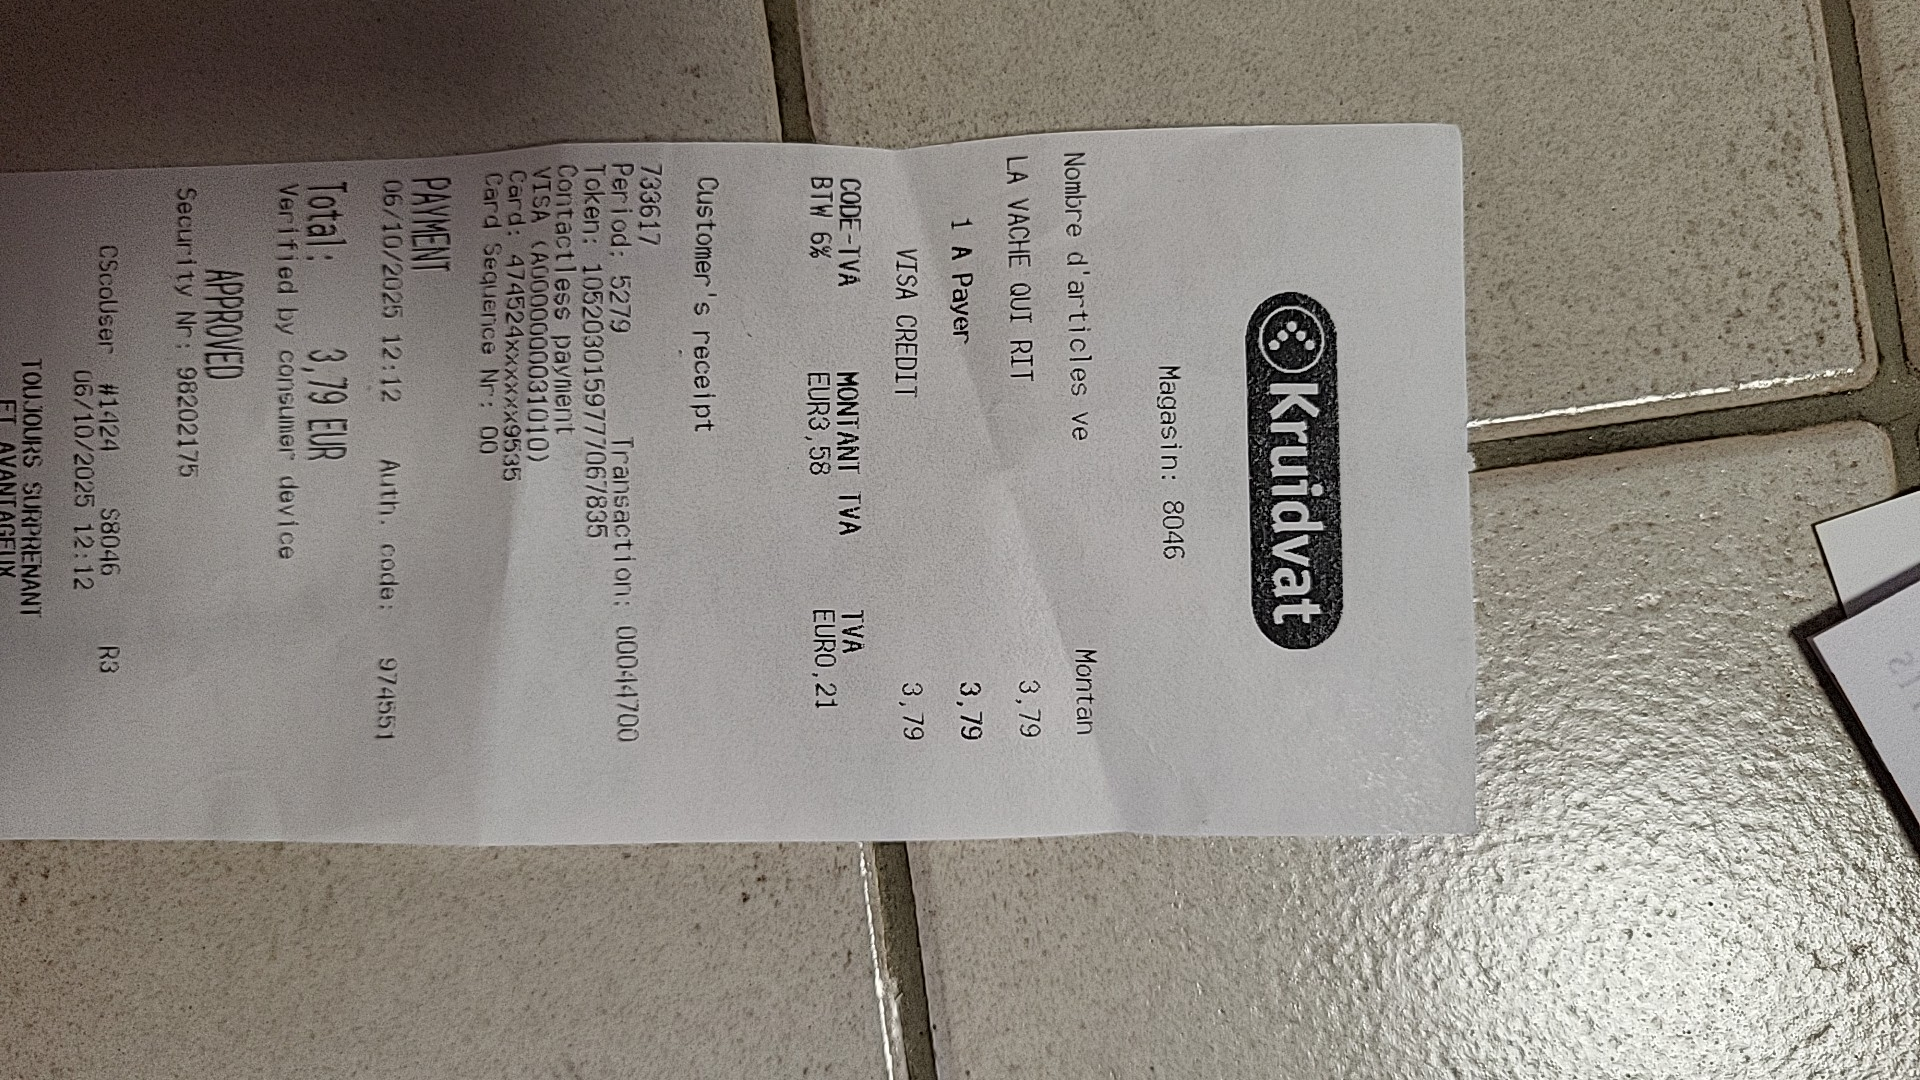 Kruidvat
Magasin: 8046
Nombre d'articles ve Montan
LA VACHE QUI RIT 3,79
1 A Payer 3,79
VISA CREDIT 3,79
CODE-TVA MONTANT TVA TVA
BTW 6% EUR3,58 EUR0,21
Customer's receipt
733617
Period: 5279 Transaction: 00044700
Token: 1052030159777067835
Contactless payment
VISA (A0000000031010)
Card: 474524xxxxxx9535
Card Sequence Nr: 00
PAYMENT
06/10/2025 12:12 Auth. code: 974551
Total: 3,79 EUR
Verified by consumer device
APPROVED
Security Nr: 98202175
CScoUser #1424 S8046 R3
06/10/2025 12:12
TOUJOURS SURPRENANT
ET AVANTAGEUX